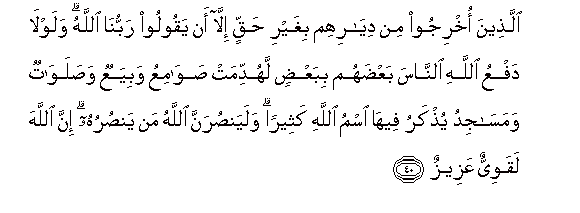 ٱلَّذِينَ أُخْرِجُوا۟ مِن دِيَـٰرِهِم بِغَيْرِ حَقٍّ إِلَّآ أَن يَقُولُوا۟ رَبُّنَا ٱللَّهُ ۗ وَلَوْلَا
دَفْعُ ٱللَّهِ ٱلنَّاسَ بَعْضَهُم بِبَعْضٍ لَّهُدِّمَتْ صَوَٰمِعُ وَبِيَعٌ وَصَلَوَٰتٌ
وَمَسَـٰجِدُ يُذْكَرُ فِيهَا ٱسْمُ ٱللَّهِ كَثِيرًا ۗ وَلَيَنصُرَنَّ ٱللَّهُ مَن يَنصُرُهُۥٓ ۗ إِنَّ ٱللَّهَ
لَقَوِىٌّ عَزِيزٌ ﴿٤٠﴾